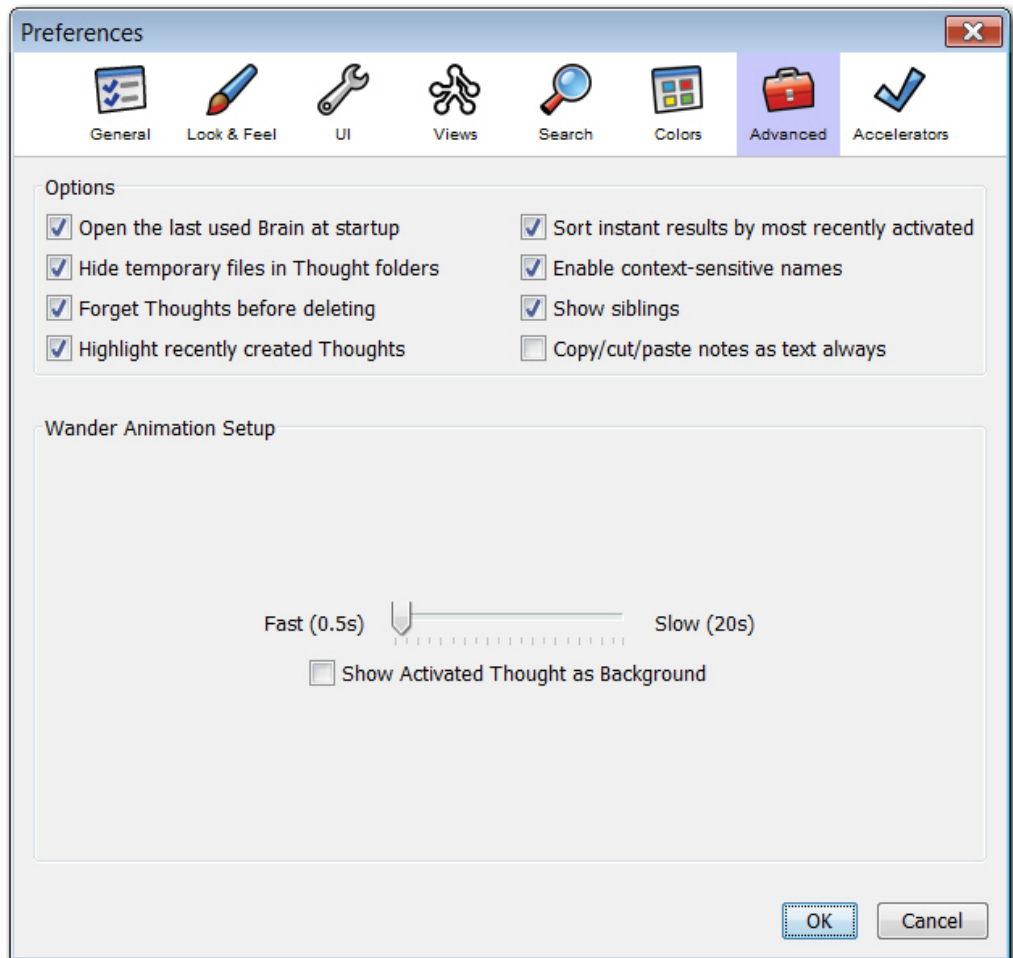 Preferences
General Look & Feel UI Views Search Colors Advanced Accelerators
Options
Open the last used Brain at startup
Sort instant results by most recently activated
Hide temporary files in Thought folders
Enable context-sensitive names
Forget Thoughts before deleting
Show siblings
Highlight recently created Thoughts
Copy/cut/paste notes as text always
Wander Animation Setup
Fast (0.5s) Slow (20s)
Show Activated Thought as Background
OK Cancel